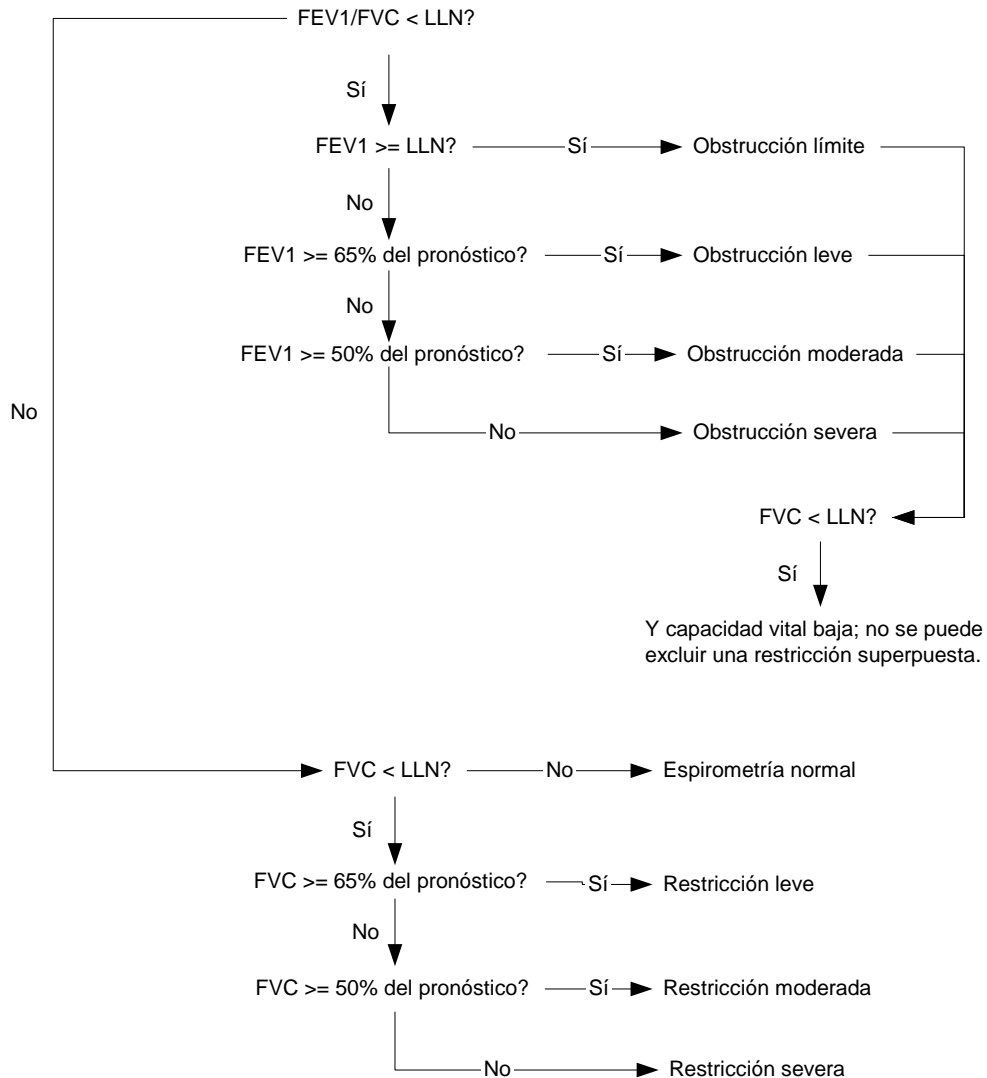 FEV1/FVC < LLN?
Sí
FEV1 >= LLN?
Sí
Obstrucción límite
No
FEV1 >= 65% del pronóstico?
Sí
Obstrucción leve
No
FEV1 >= 50% del pronóstico?
Sí
Obstrucción moderada
No
No
Obstrucción severa
FVC < LLN?
Sí
Y capacidad vital baja; no se puede
excluir una restricción superpuesta.
FVC < LLN?
No
Espirometría normal
Sí
FVC >= 65% del pronóstico?
Sí
Restricción leve
No
FVC >= 50% del pronóstico?
Sí
Restricción moderada
No
Restricción severa